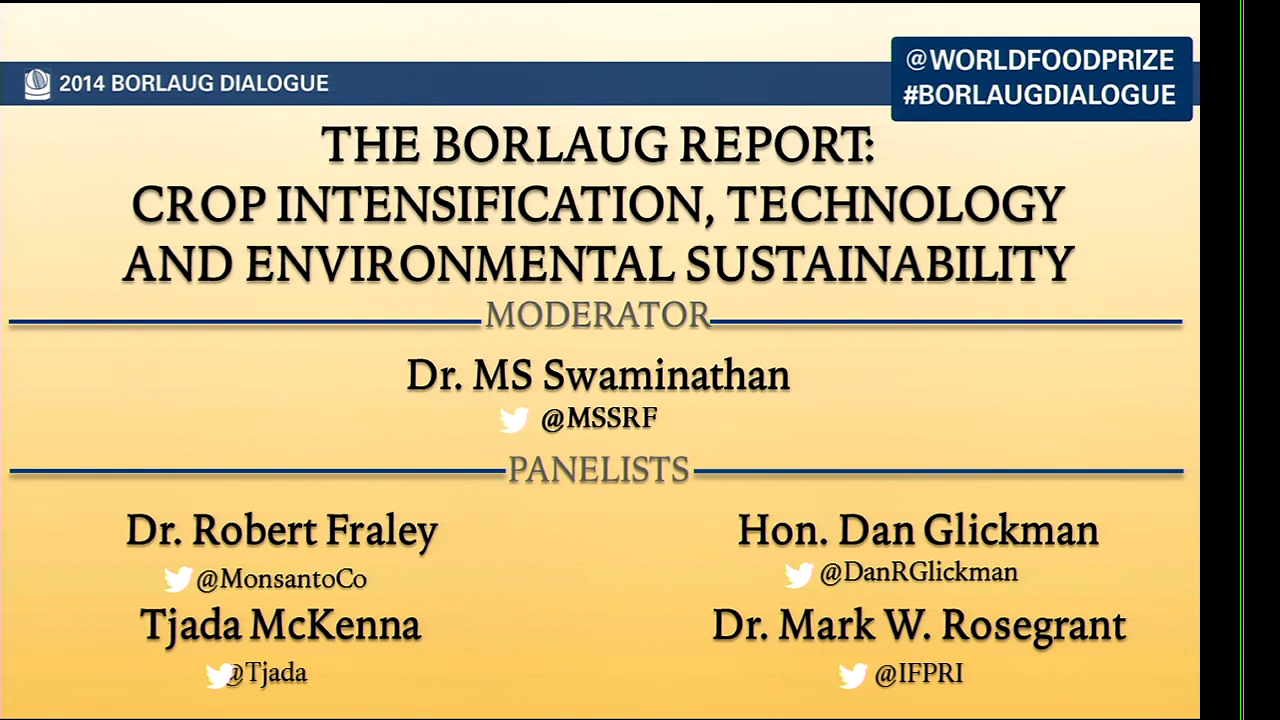 2014 BORLAUG DIALOGUE
@WORLDFOODPRIZE
#BORLAUGDIALOGUE
THE BORLAUG REPORT:
CROP INTENSIFICATION, TECHNOLOGY
AND ENVIRONMENTAL SUSTAINABILITY
MODERATOR
Dr. MS Swaminathan
@MSSRF
PANELISTS
Dr. Robert Fraley
@MonsantoCo
Hon. Dan Glickman
@DanRGlickman
Tjada McKenna
@Tjada
Dr. Mark W. Rosegrant
@IFPRI